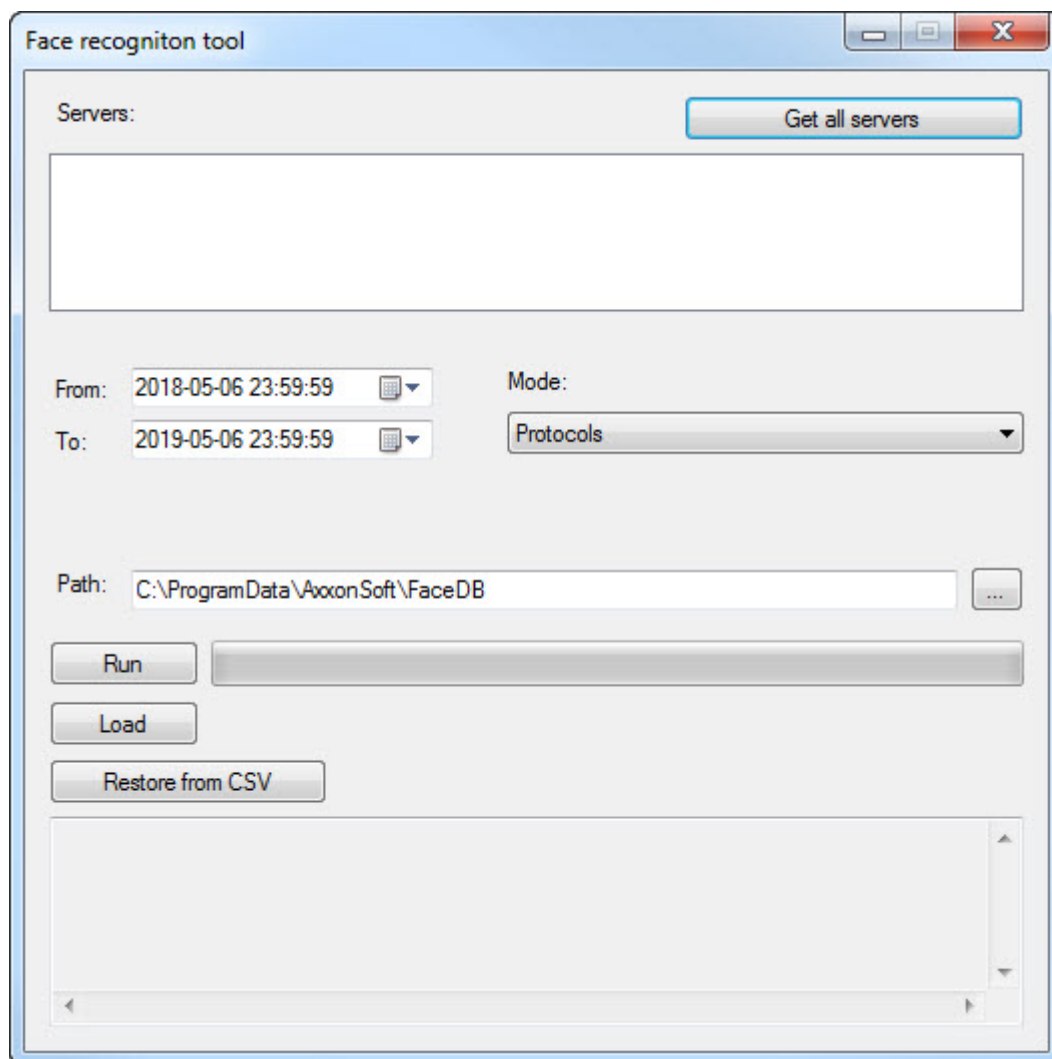 Face recogniton tool
Servers:
Get all servers
From:
2018-05-06 23:59:59
Mode:
To:
2019-05-06 23:59:59
Protocols
Path:
C:\ProgramData\AxxonSoft\FaceDB
...
Run
Load
Restore from CSV